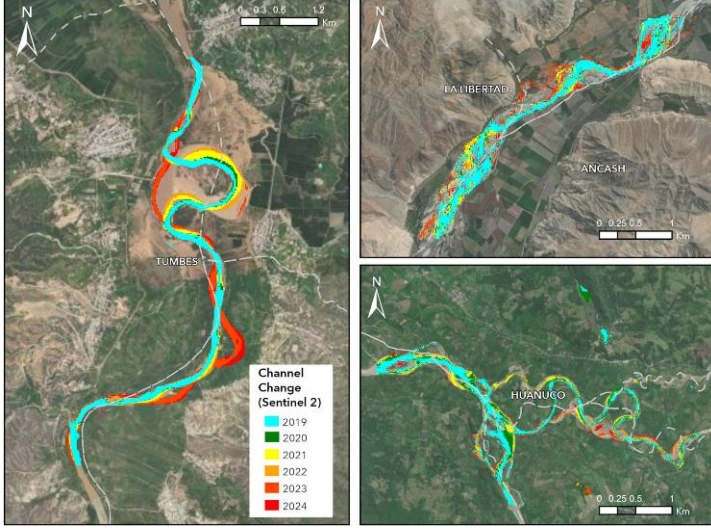 N
0 0.3 0.6 1.2
Km
TUMBES
Channel
Change
(Sentinel 2)
2019
2020
2021
2022
2023
2024
N
LA LIBERTAD
ANCASH
0 0.25 0.5 1
Km
N
HUANUCO
0 0.25 0.5 1
Km